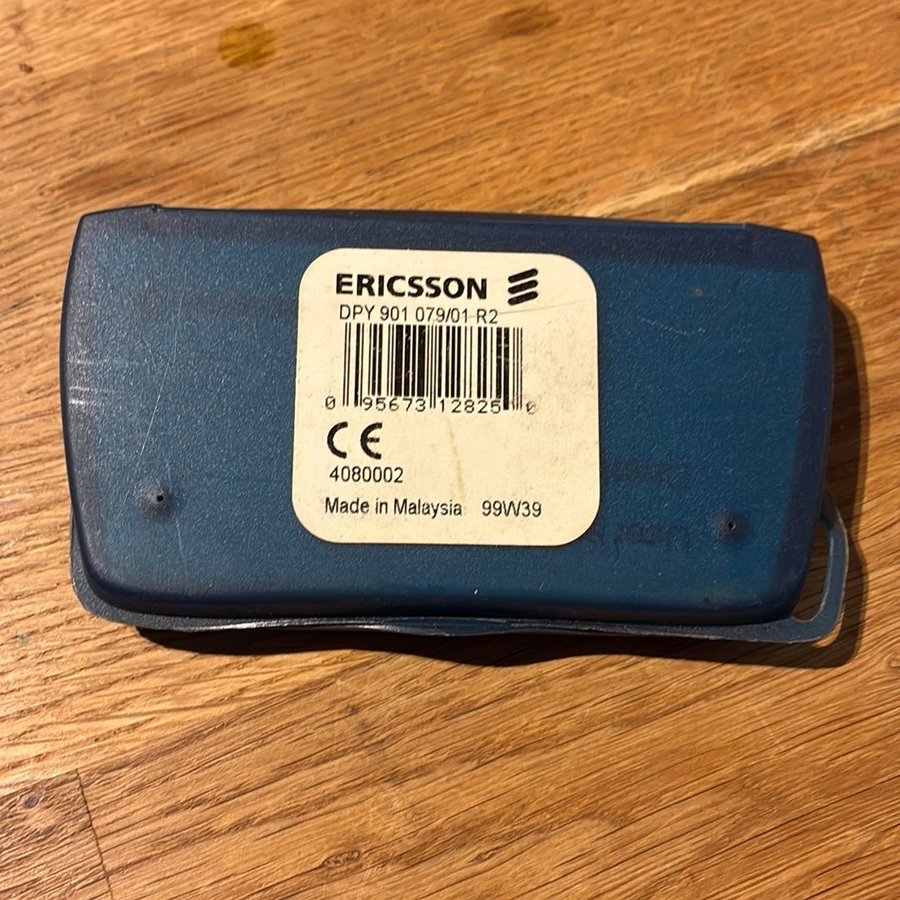 ERICSSON
DPY 901 079/01 R2
0 95673 12825 0
CE
4080002
Made in Malaysia 99W39